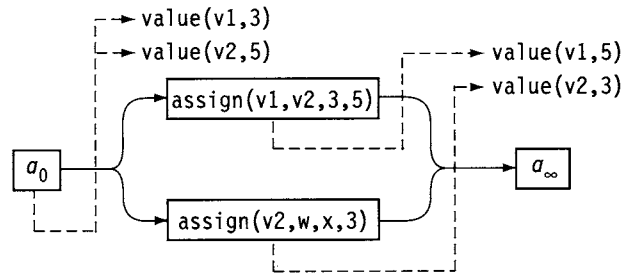 value(v1,3)
value(v2,5)
value(v1,5)
value(v2,3)
assign(v1,v2,3,5)
a₀
a∞
assign(v2,w,x,3)